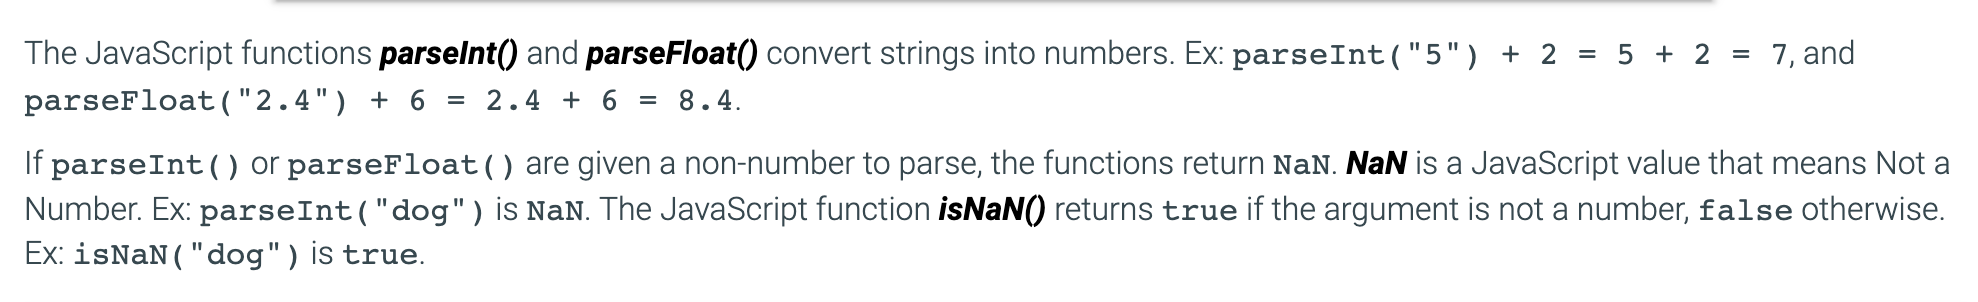 The JavaScript functions parseInt() and parseFloat() convert strings into numbers. Ex: parseInt("5") + 2 = 5 + 2 = 7, and
parseFloat("2.4") + 6 = 2.4 + 6 = 8.4.
If parseInt() or parseFloat() are given a non-number to parse, the functions return NaN. NaN is a JavaScript value that means Not a
Number. Ex: parseInt("dog") is NaN. The JavaScript function isNaN() returns true if the argument is not a number, false otherwise.
Ex: isNaN("dog") is true.